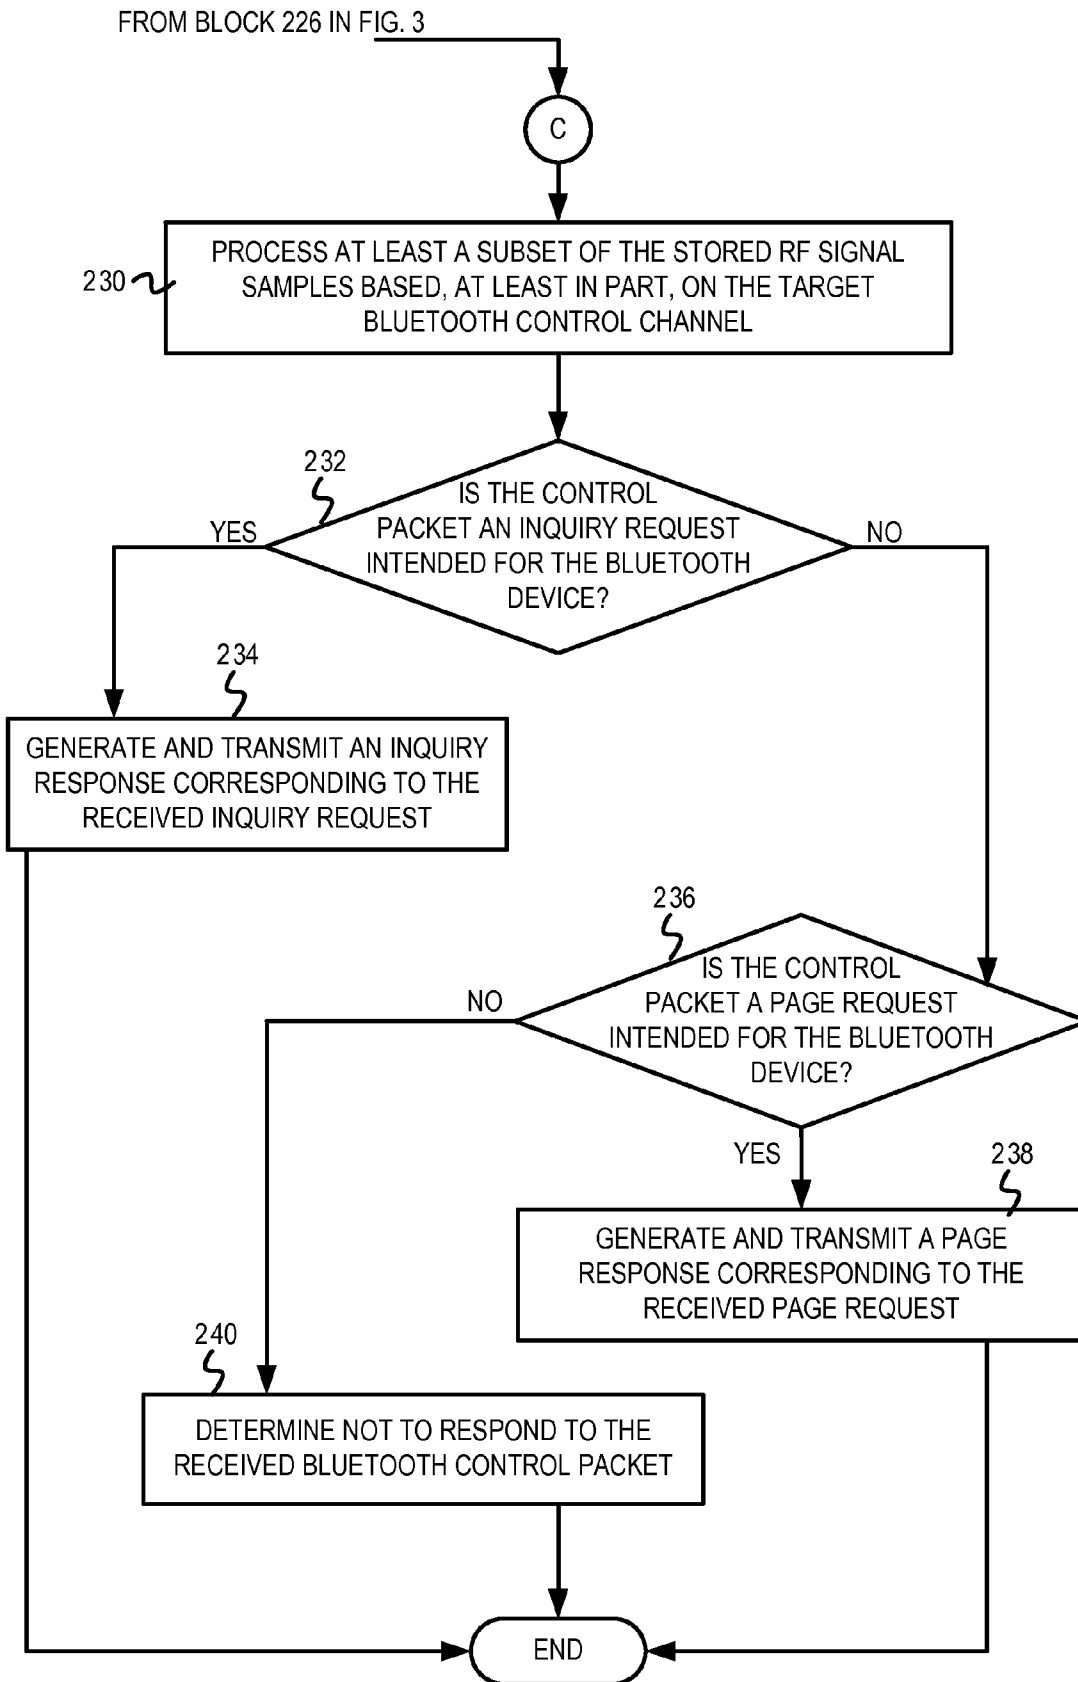 FROM BLOCK 226 IN FIG. 3
C
PROCESS AT LEAST A SUBSET OF THE STORED RF SIGNAL
SAMPLES BASED, AT LEAST IN PART, ON THE TARGET
BLUETOOTH CONTROL CHANNEL
230
232
IS THE CONTROL
PACKET AN INQUIRY REQUEST
INTENDED FOR THE BLUETOOTH
DEVICE?
YES
NO
234
GENERATE AND TRANSMIT AN INQUIRY
RESPONSE CORRESPONDING TO THE
RECEIVED INQUIRY REQUEST
236
IS THE CONTROL
PACKET A PAGE REQUEST
INTENDED FOR THE BLUETOOTH
DEVICE?
NO
YES
238
GENERATE AND TRANSMIT A PAGE
RESPONSE CORRESPONDING TO THE
RECEIVED PAGE REQUEST
240
DETERMINE NOT TO RESPOND TO THE
RECEIVED BLUETOOTH CONTROL PACKET
END